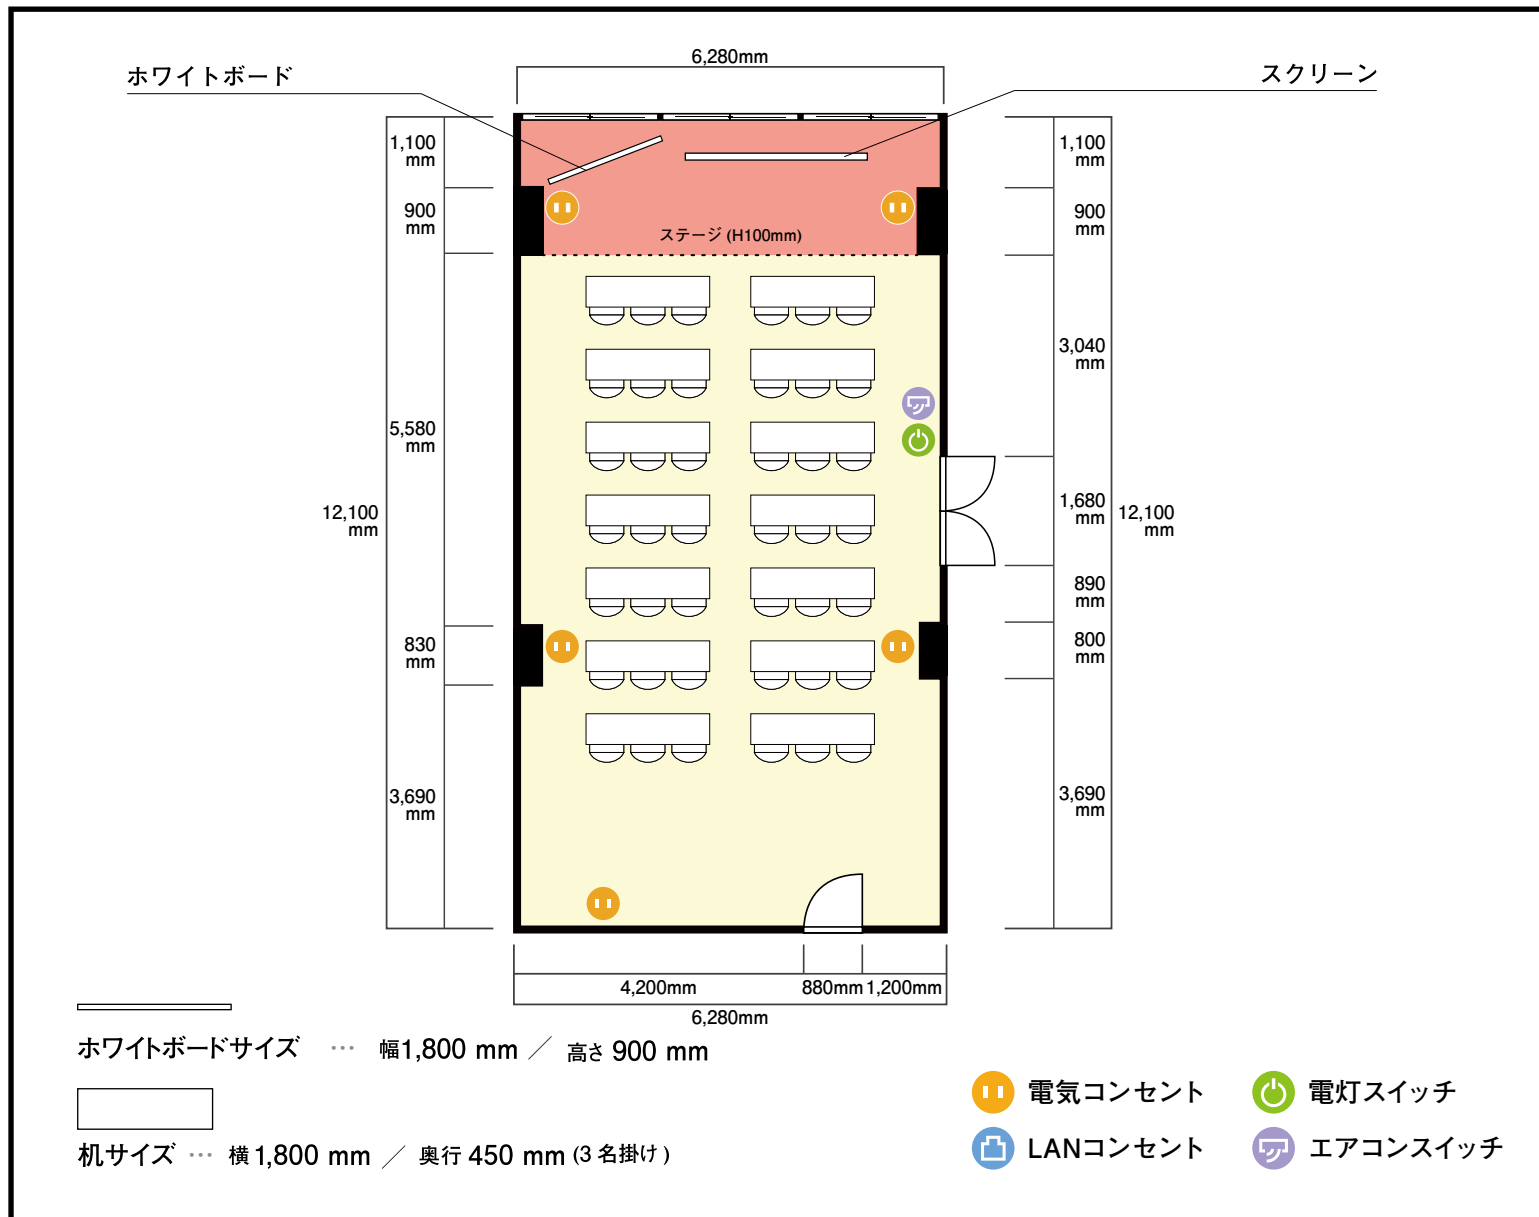 6,280mm
ホワイトボード
スクリーン
1,100
mm
900
mm
5,580
mm
12,100
mm
830
mm
3,690
mm
ステージ (H100mm)
1,100
mm
900
mm
3,040
mm
1,680
mm
12,100
mm
890
mm
800
mm
3,690
mm
4,200mm
880mm
1,200mm
6,280mm
ホワイトボードサイズ … 幅1,800 mm ／ 高さ 900 mm
机サイズ … 横1,800 mm ／ 奥行 450 mm (3 名掛け)
電気コンセント
電灯スイッチ
LANコンセント
エアコンスイッチ